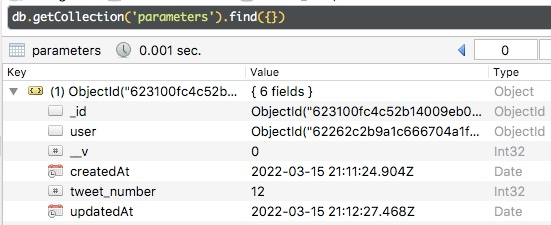 db.getCollection('parameters').find({})
parameters 0.001 sec. 0
Key Value Type
(1) ObjectId("623100fc4c52b... { 6 fields } Object
_id ObjectId("623100fc4c52b14009eb0... ObjectId
user ObjectId("62262c2b9a1c666704a1f... ObjectId
# __v 0 Int32
createdAt 2022-03-15 21:11:24.904Z Date
# tweet_number 12 Int32
updatedAt 2022-03-15 21:12:27.468Z Date